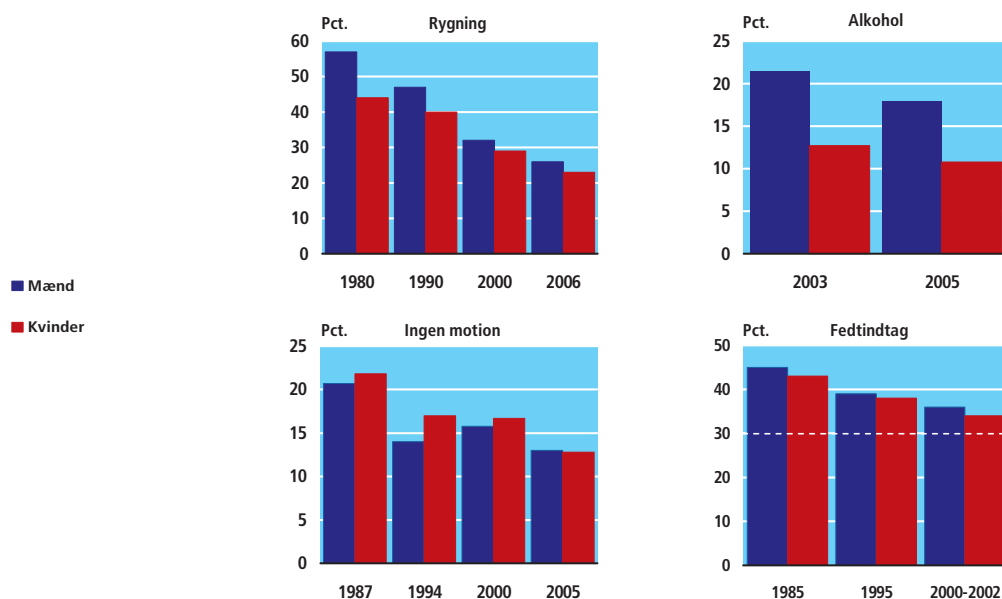 Pct. Rygning
60
50
40
30
20
10
0
1980 1990 2000 2006
Pct. Alkohol
25
20
15
10
5
0
2003 2005
Mænd
Kvinder
Pct. Ingen motion
25
20
15
10
5
0
1987 1994 2000 2005
Pct. Fedtindtag
50
40
30
20
10
0
1985 1995 2000-2002